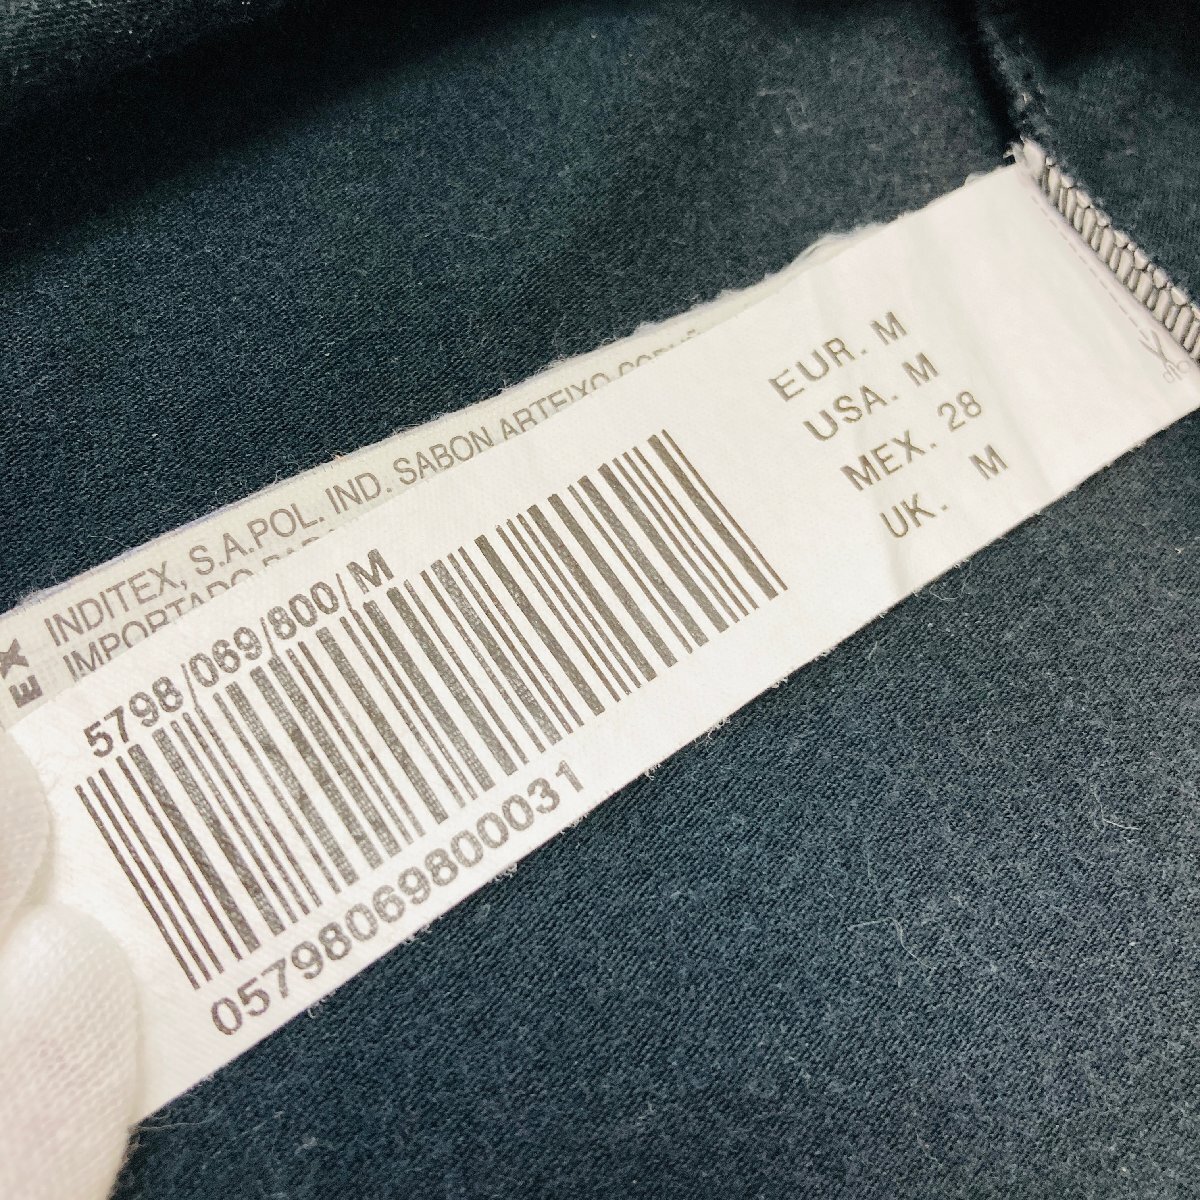 EX
INDITEX, S.A.POL. IND. SABON ARTEIXO
IMPORTADO
5798/069/800/M
05798069800031
EUR. M
USA. M
MEX. 28
UK. M